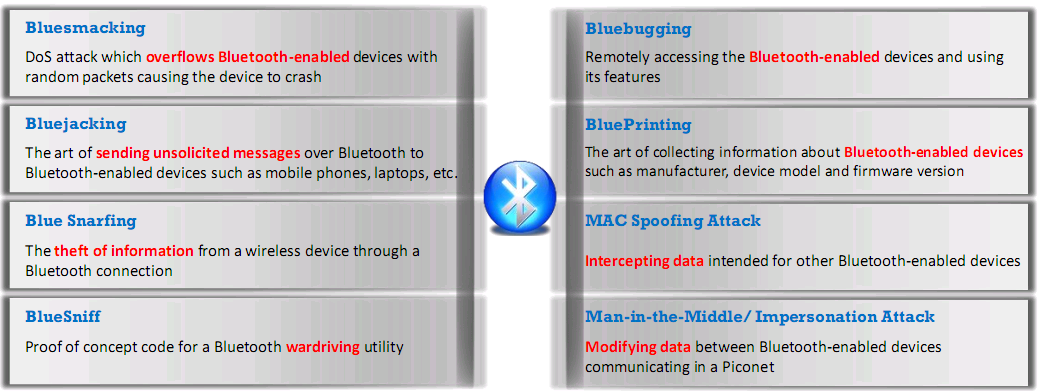 Bluesmacking
DoS attack which overflows Bluetooth-enabled devices with
random packets causing the device to crash
Bluejacking
The art of sending unsolicited messages over Bluetooth to
Bluetooth-enabled devices such as mobile phones, laptops, etc.
Blue Snarfing
The theft of information from a wireless device through a
Bluetooth connection
BlueSniff
Proof of concept code for a Bluetooth wardriving utility
Bluebugging
Remotely accessing the Bluetooth-enabled devices and using
its features
BluePrinting
The art of collecting information about Bluetooth-enabled devices
such as manufacturer, device model and firmware version
MAC Spoofing Attack
Intercepting data intended for other Bluetooth-enabled devices
Man-in-the-Middle/ Impersonation Attack
Modifying data between Bluetooth-enabled devices
communicating in a Piconet